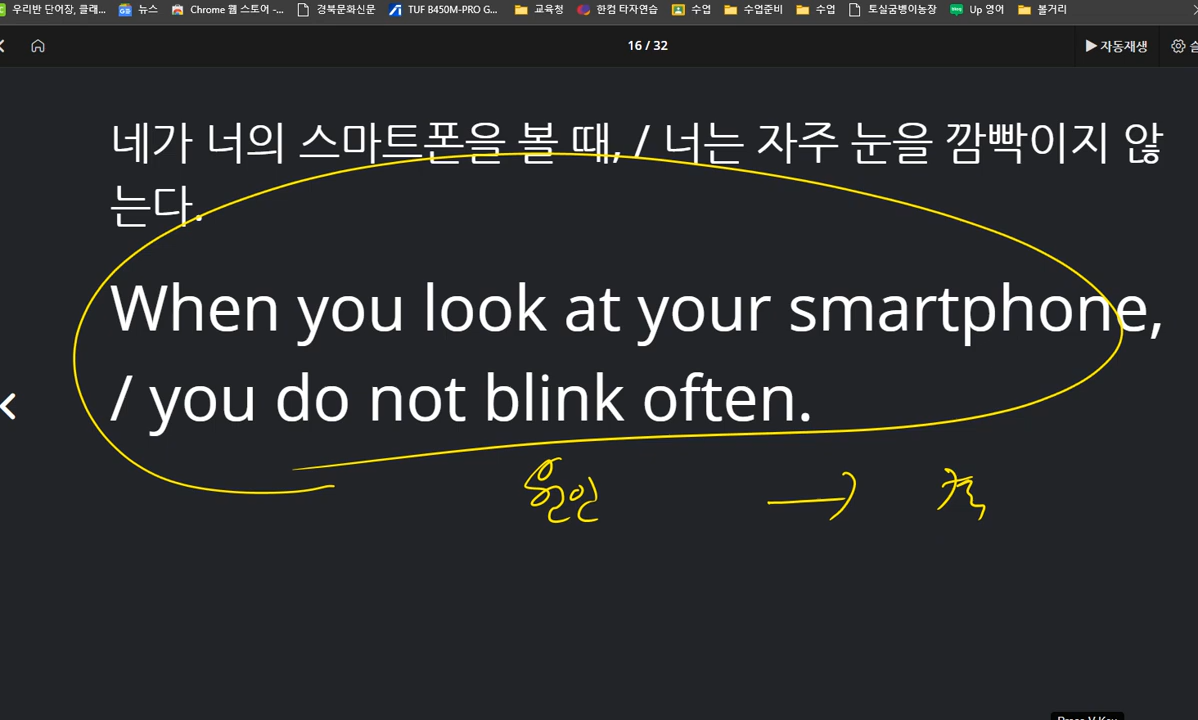 우리반 단어장, 클래... 뉴스 Chrome 웹 스토어 -... 경북문화신문 TUF B450M-PRO G... 교육청 한컴 타자연습 수업 수업준비 수업 토실굼벵이농장 Up 영어 볼거리
16 / 32 ▶ 자동재생
네가 너의 스마트폰을 볼 때, / 너는 자주 눈을 깜빡이지 않
는다.
When you look at your smartphone,
/ you do not blink often.
원인 →